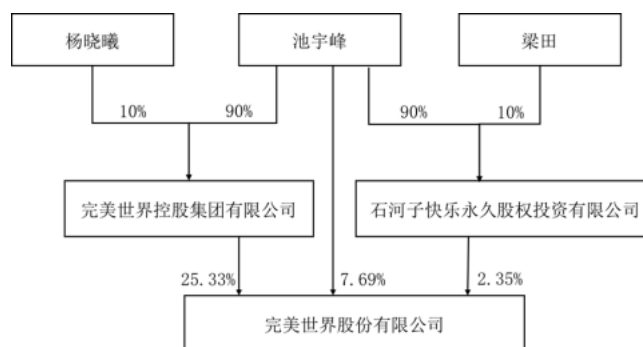 杨晓曦
池宇峰
梁田
10%
90%
90%
10%
完美世界控股集团有限公司
石河子快乐永久股权投资有限公司
25.33%
7.69%
2.35%
完美世界股份有限公司